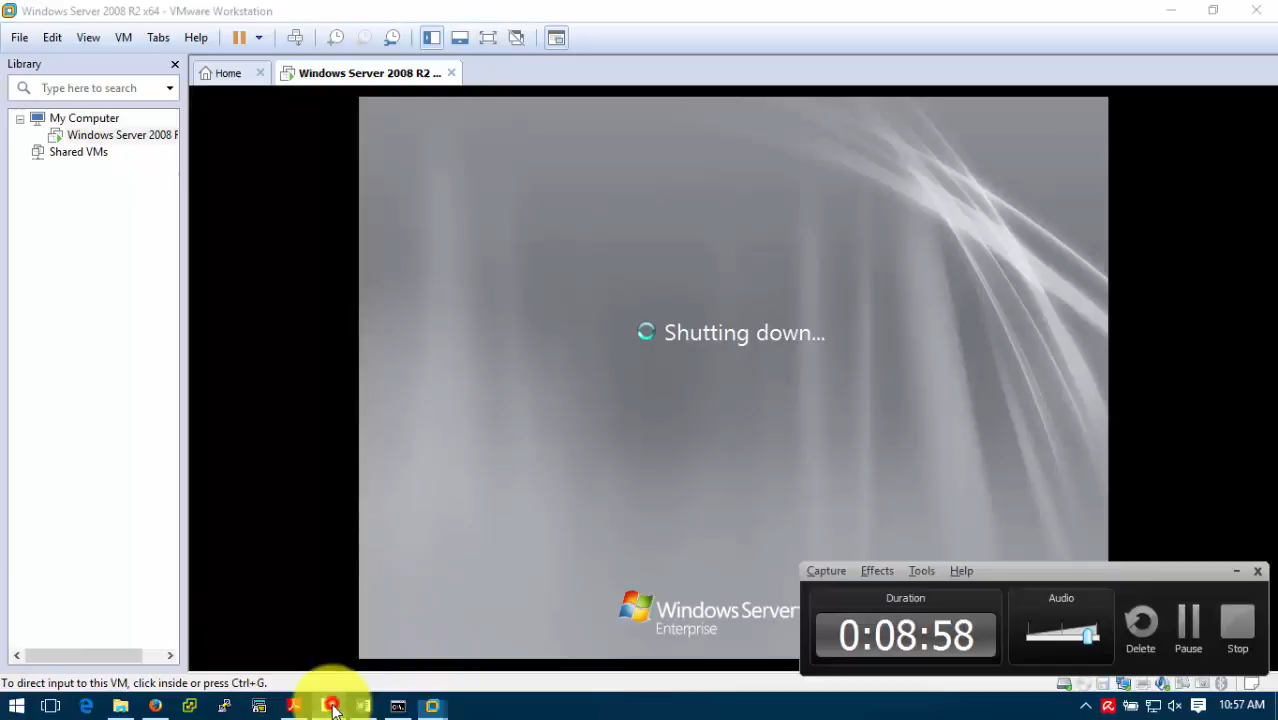 Windows Server 2008 R2 x64 - VMware Workstation
File Edit View VM Tabs Help
Library
Home
Windows Server 2008 R2 ...
Type here to search
My Computer
Windows Server 2008 R
Shared VMs
Shutting down...
Windows Server
Enterprise
Capture Effects Tools Help
Duration
Audio
0:08:58
Delete
Pause
Stop
To direct input to this VM, click inside or press Ctrl+G.
10:57 AM